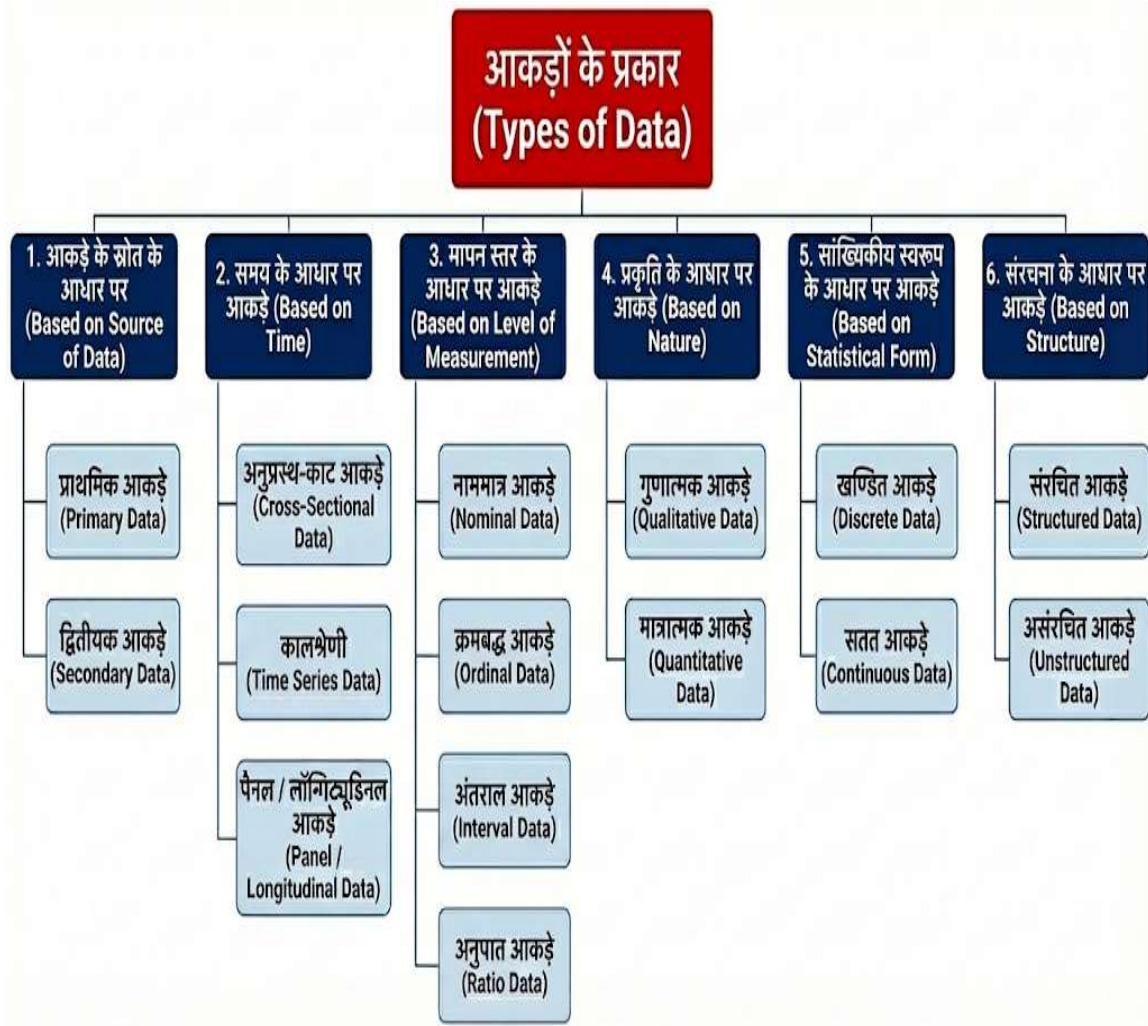 आकड़ों के प्रकार
(Types of Data)
1. आकड़े के स्रोत के
आधार पर
(Based on Source
of Data)
प्राथमिक आकड़े
(Primary Data)
द्वितीयक आकड़े
(Secondary Data)
2. समय के आधार पर
आकड़े (Based on
Time)
अनुप्रस्थ-काट आकड़े
(Cross-Sectional
Data)
कालश्रेणी
(Time Series Data)
पैनल / लॉन्गिट्यूडिनल
आकड़े
(Panel /
Longitudinal Data)
3. मापन स्तर के
आधार पर आकड़े
(Based on Level of
Measurement)
नाममात्र आकड़े
(Nominal Data)
क्रमबद्ध आकड़े
(Ordinal Data)
अंतराल आकड़े
(Interval Data)
अनुपात आकड़े
(Ratio Data)
4. प्रकृति के आधार पर
आकड़े (Based on
Nature)
गुणात्मक आकड़े
(Qualitative Data)
मात्रात्मक आकड़े
(Quantitative
Data)
5. सांख्यिकीय स्वरूप
के आधार पर आकड़े
(Based on
Statistical Form)
खण्डित आकड़े
(Discrete Data)
सतत आकड़े
(Continuous Data)
6. संरचना के आधार पर
आकड़े (Based on
Structure)
संरचित आकड़े
(Structured Data)
असंरचित आकड़े
(Unstructured
Data)